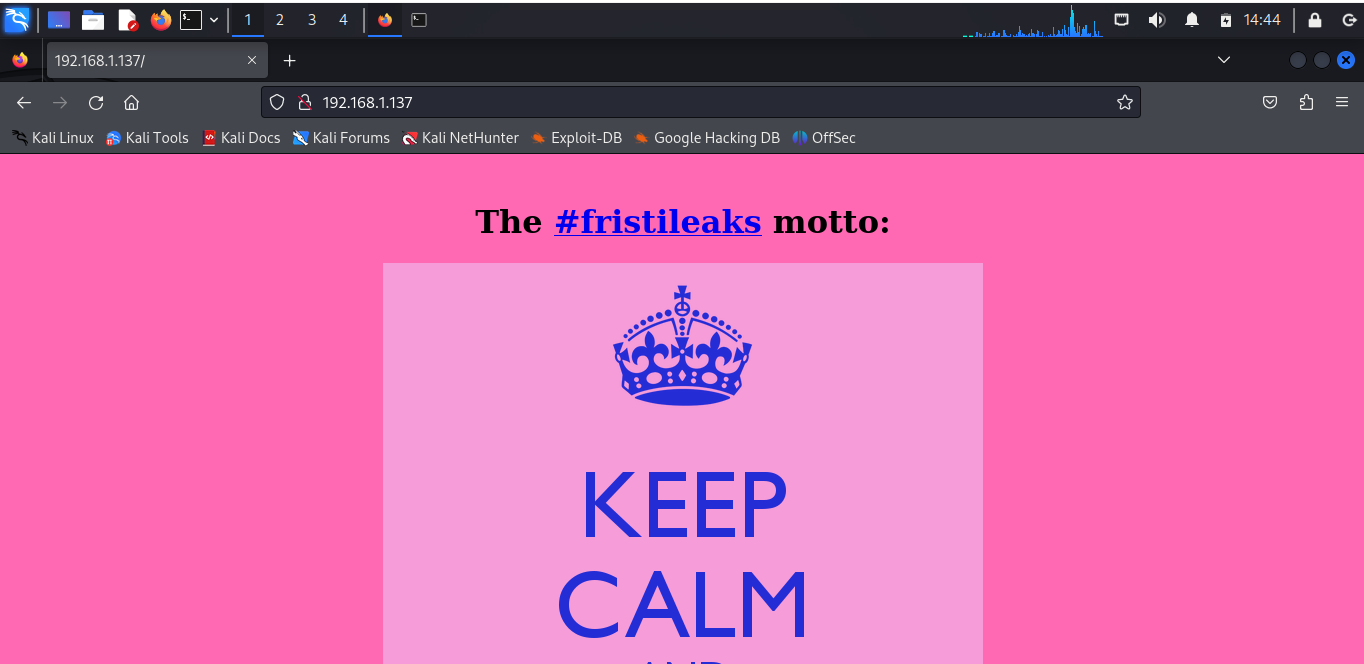 1 2 3 4 14:44
192.168.1.137/
192.168.1.137
Kali Linux Kali Tools Kali Docs Kali Forums Kali NetHunter Exploit-DB Google Hacking DB OffSec
The #fristileaks motto:
KEEP
CALM
AND